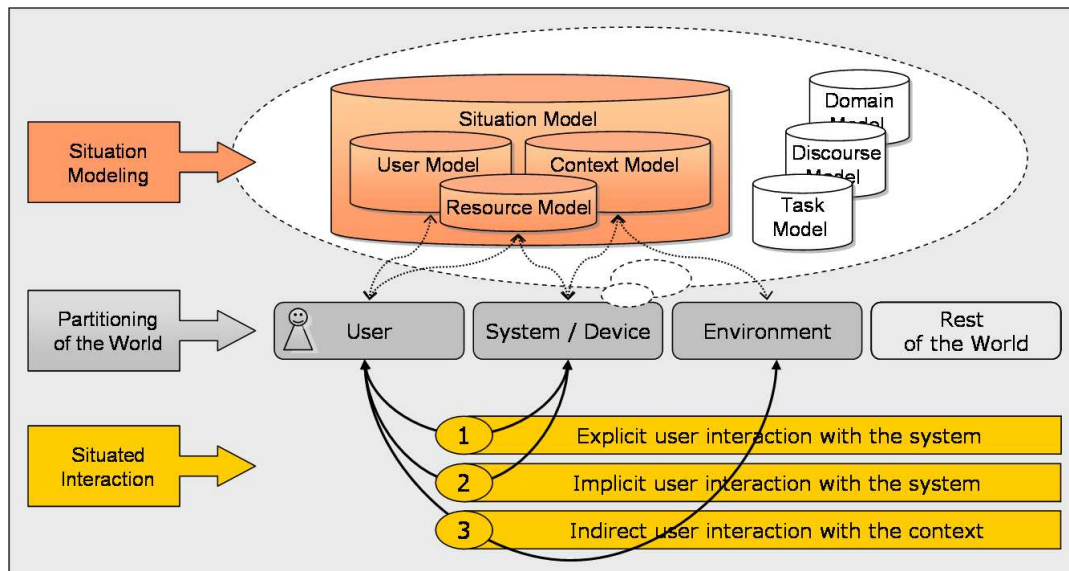 Situation
Modeling
Situation Model
User Model
Context Model
Resource Model
Domain
Model
Discourse
Model
Task
Model
Partitioning
of the World
User
System / Device
Environment
Rest
of the World
Situated
Interaction
1 Explicit user interaction with the system
2 Implicit user interaction with the system
3 Indirect user interaction with the context